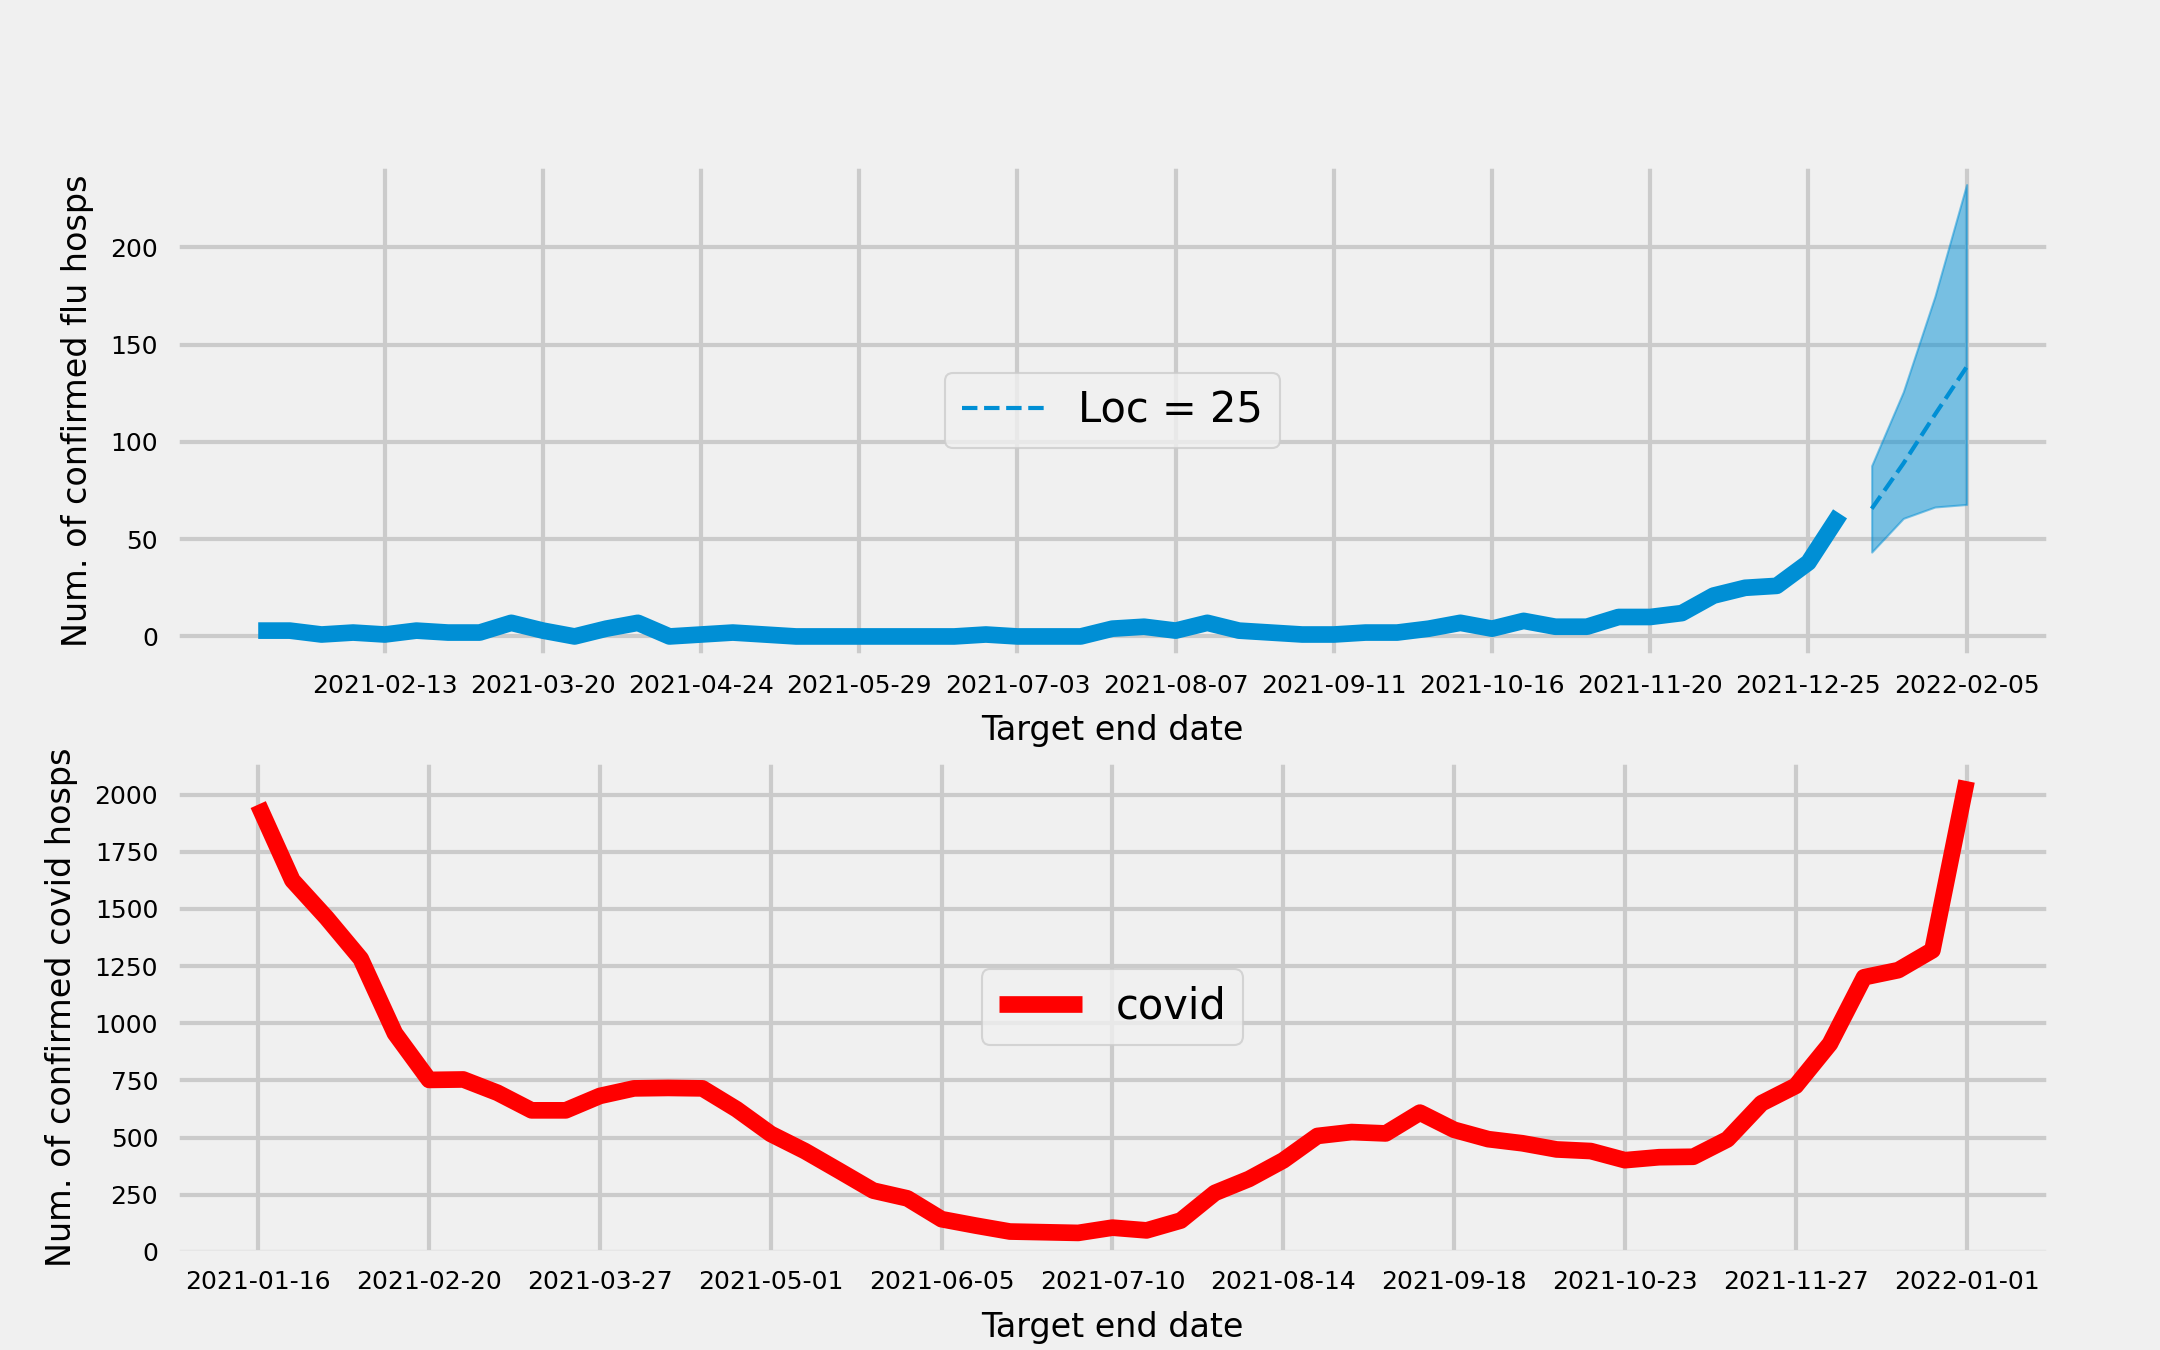 Num. of confirmed flu hosps
200
150
100
50
0
Loc = 25
2021-02-13 2021-03-20 2021-04-24 2021-05-29 2021-07-03 2021-08-07 2021-09-11 2021-10-16 2021-11-20 2021-12-25 2022-02-05
Target end date
Num. of confirmed covid hosps
2000
1750
1500
1250
1000
750
500
250
0
covid
2021-01-16 2021-02-20 2021-03-27 2021-05-01 2021-06-05 2021-07-10 2021-08-14 2021-09-18 2021-10-23 2021-11-27 2022-01-01
Target end date